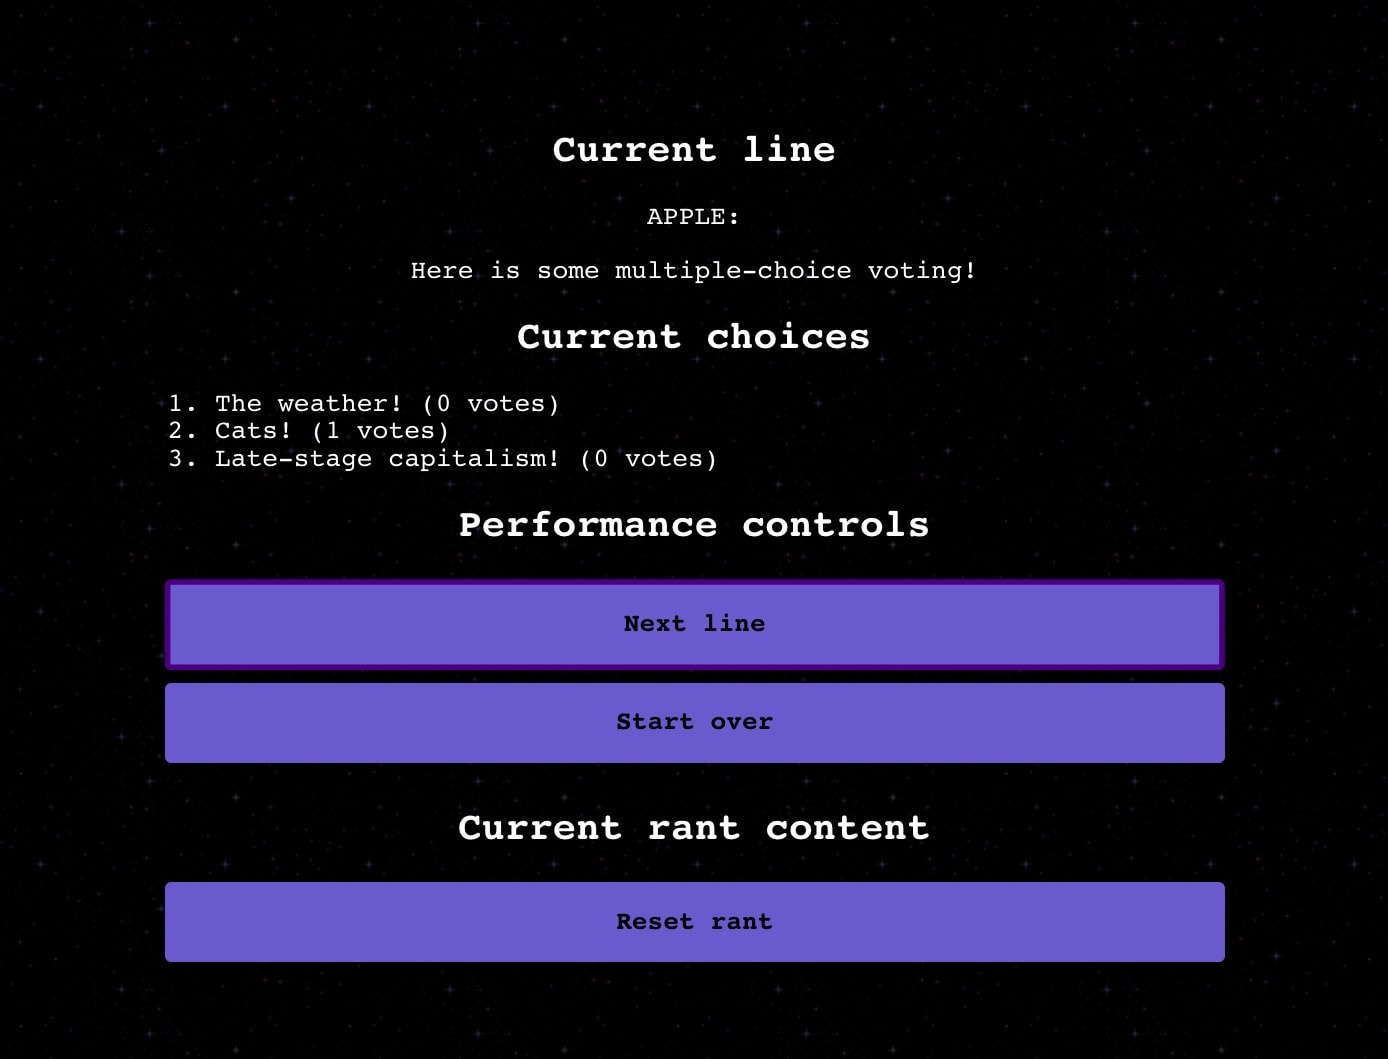 Current line
APPLE:
Here is some multiple-choice voting!
Current choices
1. The weather! (0 votes)
2. Cats! (1 votes)
3. Late-stage capitalism! (0 votes)
Performance controls
Next line
Start over
Current rant content
Reset rant